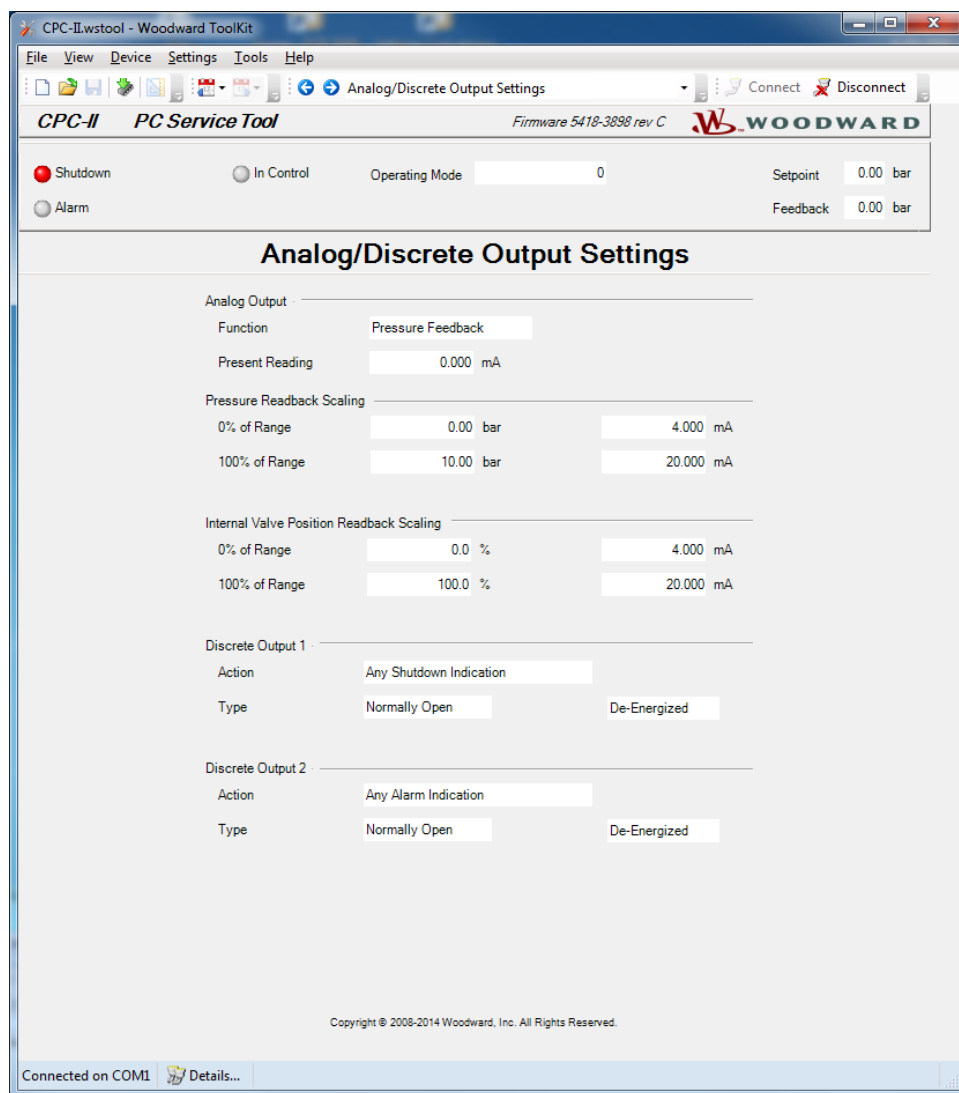 CPC-II.wstool - Woodward ToolKit
File View Device Settings Tools Help
Analog/Discrete Output Settings Connect Disconnect
CPC-II PC Service Tool Firmware 5418-3898 rev C WOODWARD
Shutdown In Control Operating Mode 0 Setpoint 0.00 bar
Alarm Feedback 0.00 bar
Analog/Discrete Output Settings
Analog Output
Function Pressure Feedback
Present Reading 0.000 mA
Pressure Readback Scaling
0% of Range 0.00 bar 4.000 mA
100% of Range 10.00 bar 20.000 mA
Internal Valve Position Readback Scaling
0% of Range 0.0 % 4.000 mA
100% of Range 100.0 % 20.000 mA
Discrete Output 1
Action Any Shutdown Indication
Type Normally Open De-Energized
Discrete Output 2
Action Any Alarm Indication
Type Normally Open De-Energized
Copyright © 2008-2014 Woodward, Inc. All Rights Reserved.
Connected on COM1 Details...